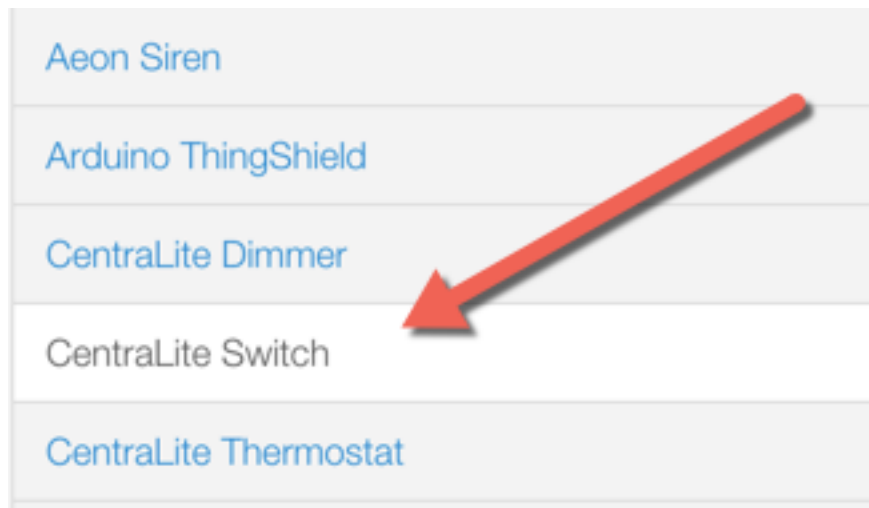 Aeon Siren
Arduino ThingShield
CentraLite Dimmer
CentraLite Switch
CentraLite Thermostat